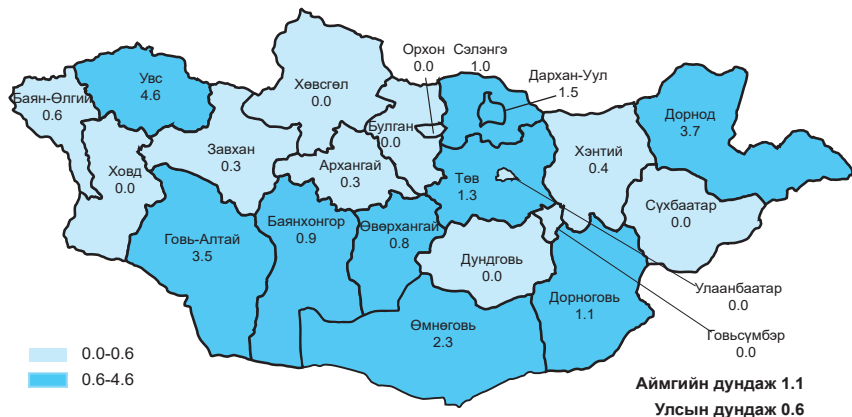 Орхон
0.0
Сэлэнгэ
1.0
Дархан-Уул
1.5
Увс
4.6
Баян-Өлгий
0.6
Хөвсгөл
0.0
Булган
0.0
Дорнод
3.7
Ховд
0.0
Завхан
0.3
Архангай
0.3
Төв
1.3
Хэнтий
0.4
Сүхбаатар
0.0
Говь-Алтай
3.5
Баянхонгор
0.9
Өвөрхангай
0.8
Дундговь
0.0
Дорноговь
1.1
Улаанбаатар
0.0
Өмнөговь
2.3
Говьсүмбэр
0.0
0.0-0.6
0.6-4.6
Аймгийн дундаж 1.1
Улсын дундаж 0.6